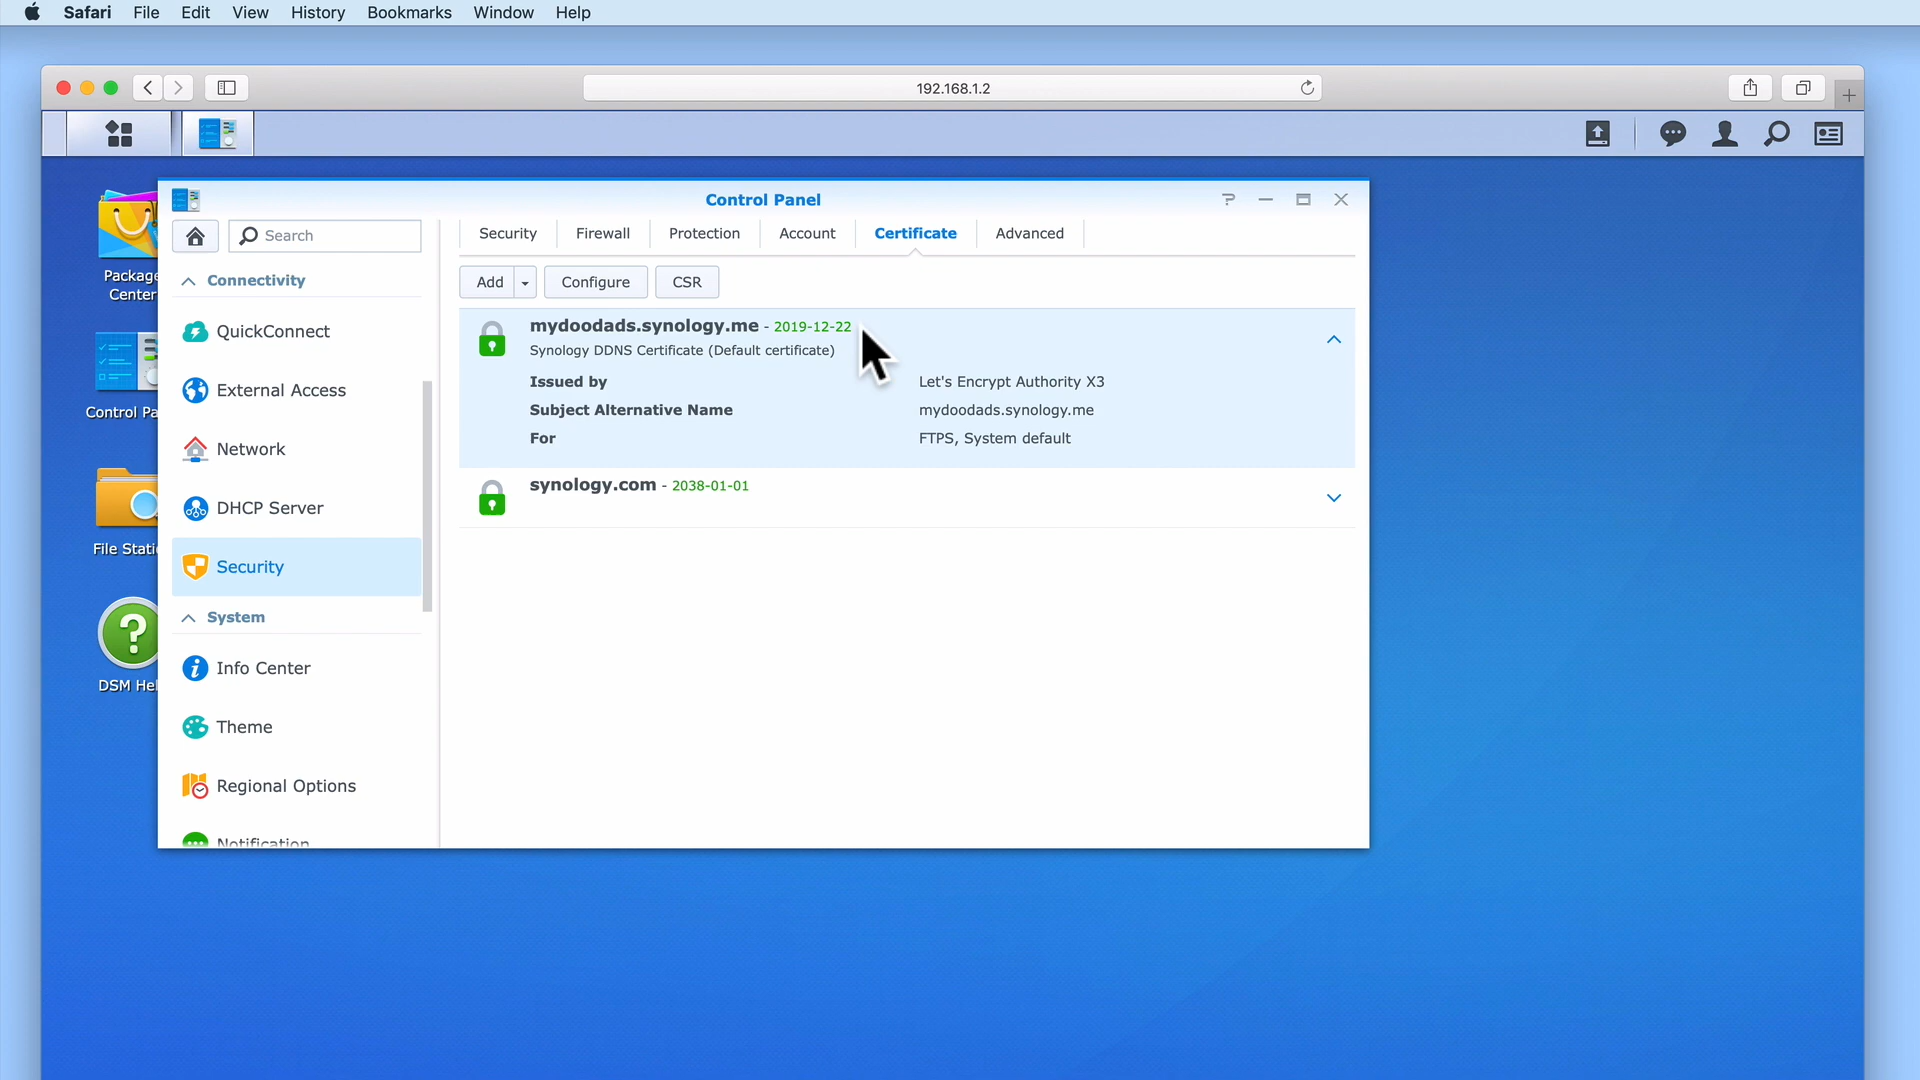 Safari File Edit View History Bookmarks Window Help
192.168.1.2
Package
Center
Control Pa
File Stati
DSM Hel
Control Panel
Search
Connectivity
QuickConnect
External Access
Network
DHCP Server
Security
System
Info Center
Theme
Regional Options
Notification
Security Firewall Protection Account Certificate Advanced
Add Configure CSR
mydoodads.synology.me - 2019-12-22
Synology DDNS Certificate (Default certificate)
Issued by Let's Encrypt Authority X3
Subject Alternative Name mydoodads.synology.me
For FTPS, System default
synology.com - 2038-01-01